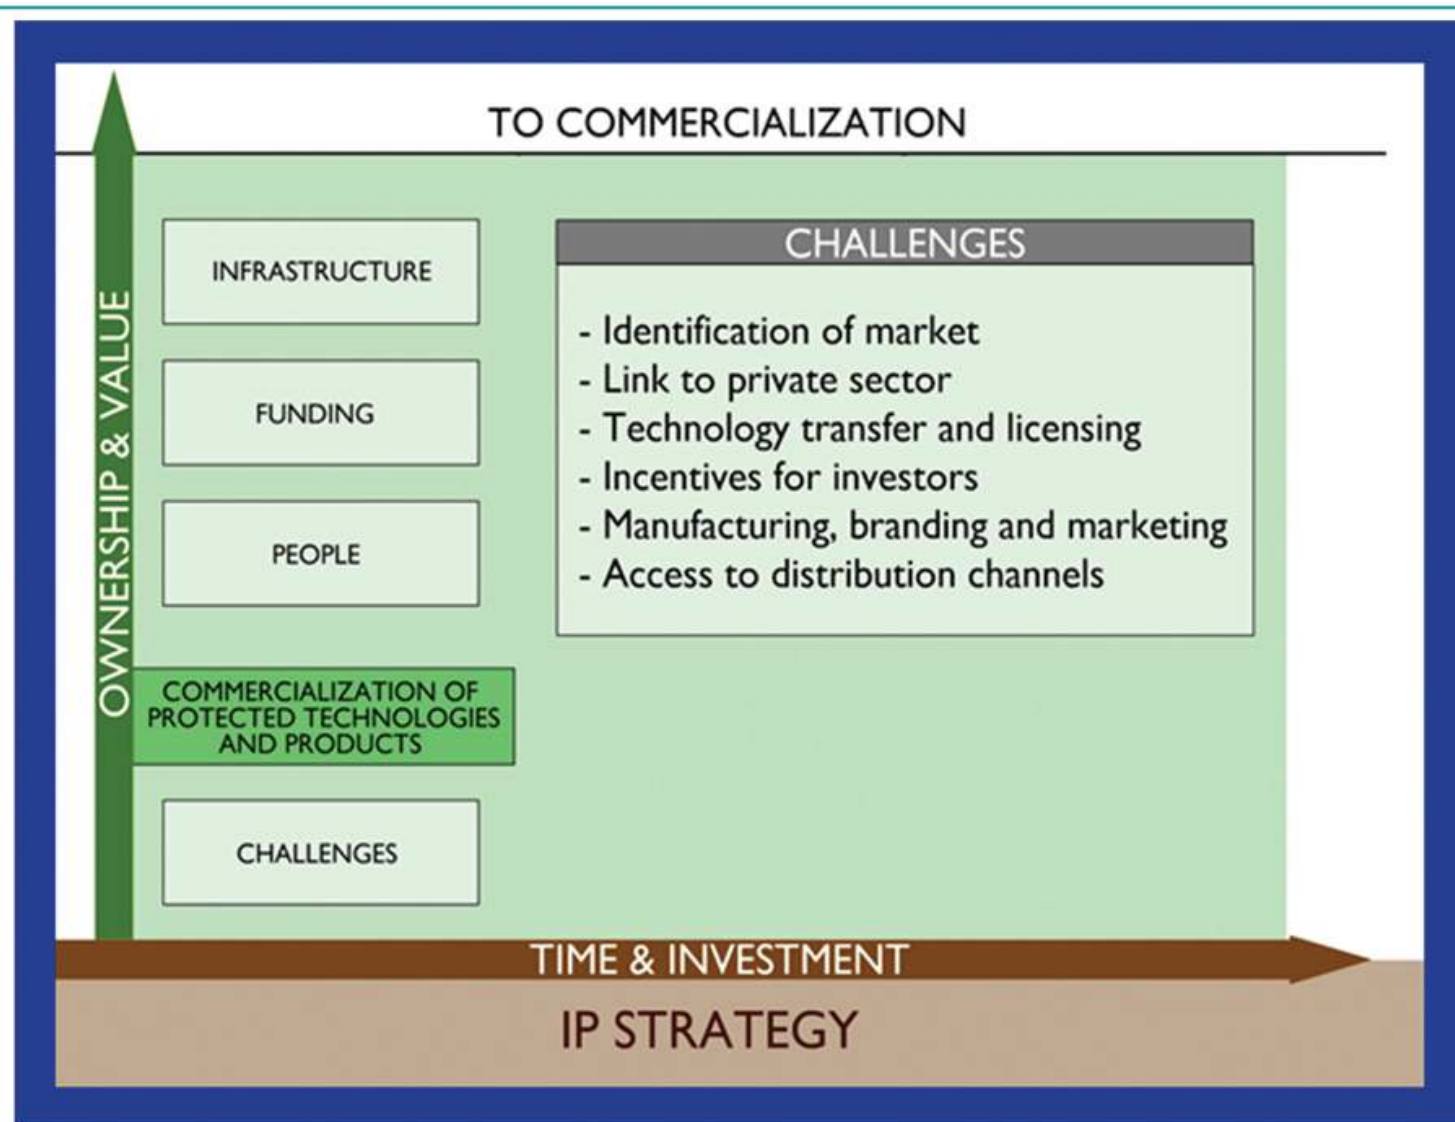 TO COMMERCIALIZATION
OWNERSHIP & VALUE
INFRASTRUCTURE
FUNDING
PEOPLE
COMMERCIALIZATION OF
PROTECTED TECHNOLOGIES
AND PRODUCTS
CHALLENGES
CHALLENGES
- Identification of market
- Link to private sector
- Technology transfer and licensing
- Incentives for investors
- Manufacturing, branding and marketing
- Access to distribution channels
TIME & INVESTMENT
IP STRATEGY